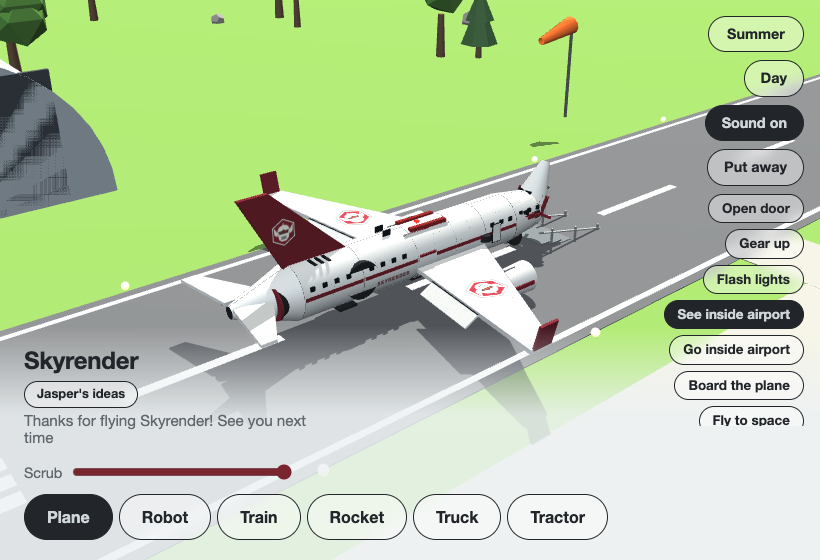 Summer
Day
Sound on
Put away
Open door
Gear up
Flash lights
See inside airport
Go inside airport
Board the plane
Fly to space
SKYRENDER
Skyrender
Jasper's ideas
Thanks for flying Skyrender! See you next
time
Scrub
Plane Robot Train Rocket Truck Tractor